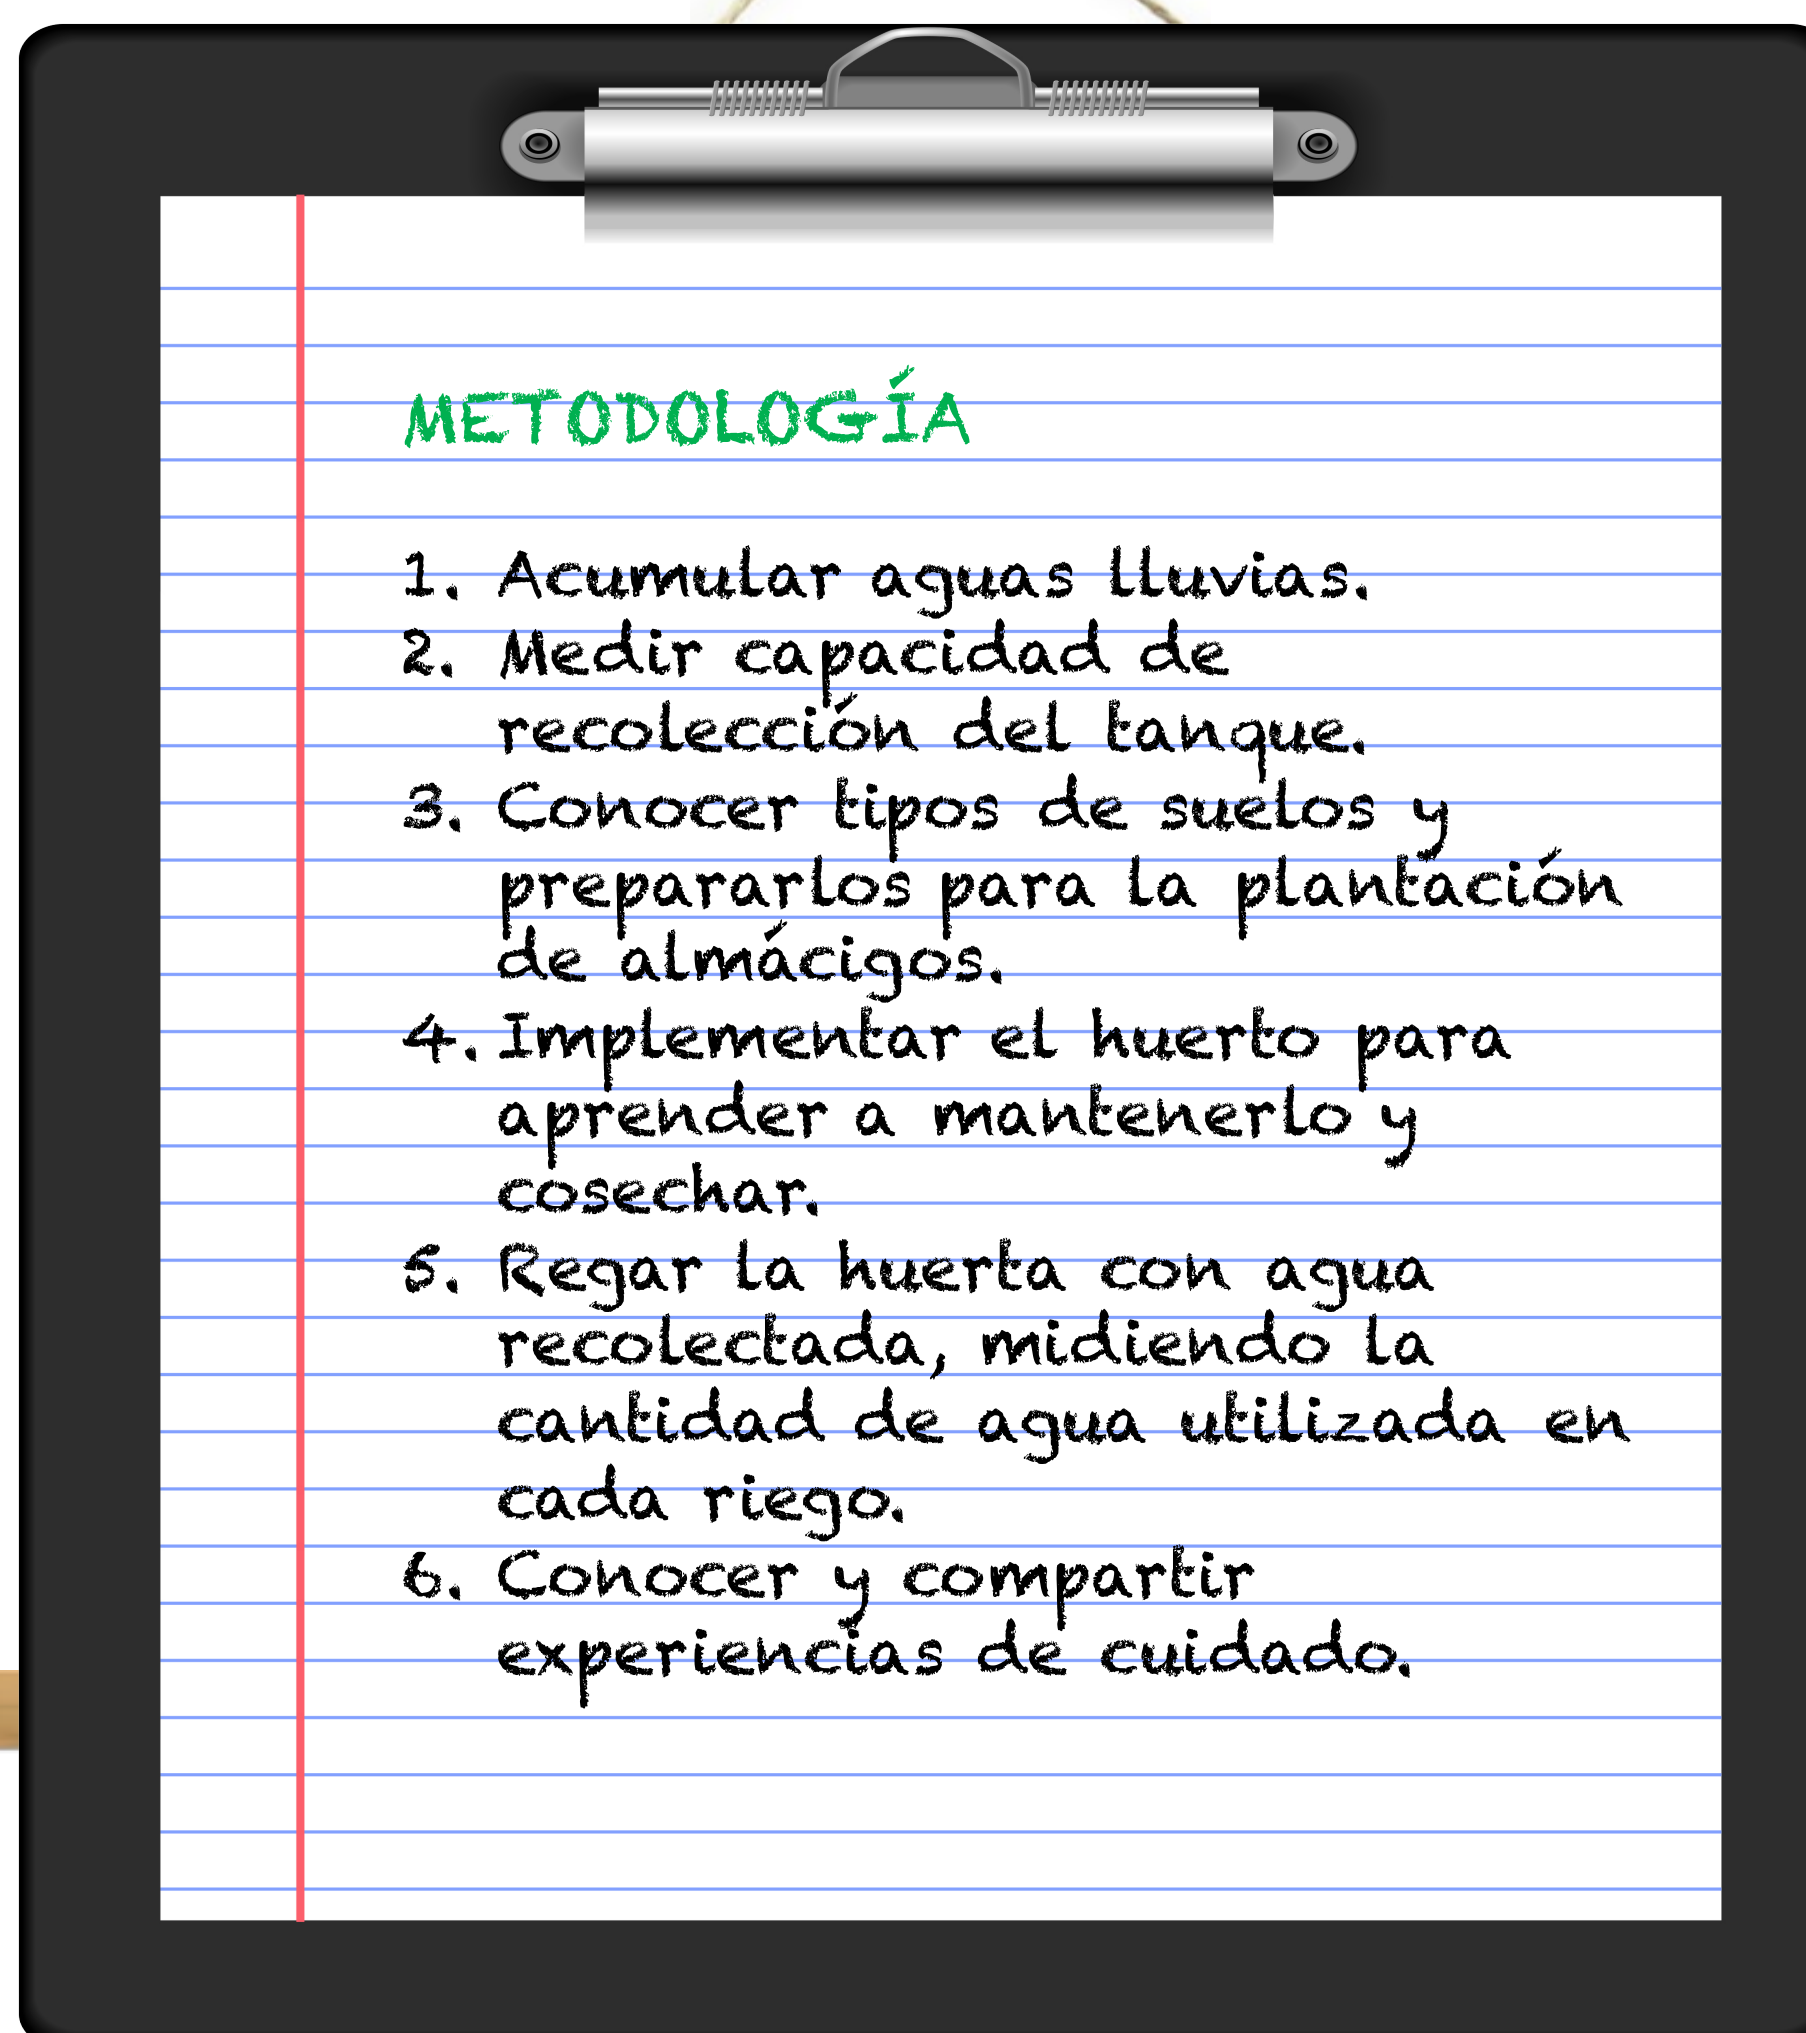 METODOLOGÍA
1. Acumular aguas lluvias.
2. Medir capacidad de
recolección del tanque.
3. Conocer tipos de suelos y
prepararlos para la plantación
de almácigos.
4. Implementar el huerto para
aprender a mantenerlo y
cosechar.
5. Regar la huerta con agua
recolectada, midiendo la
cantidad de agua utilizada en
cada riego.
6. Conocer y compartir
experiencias de cuidado.